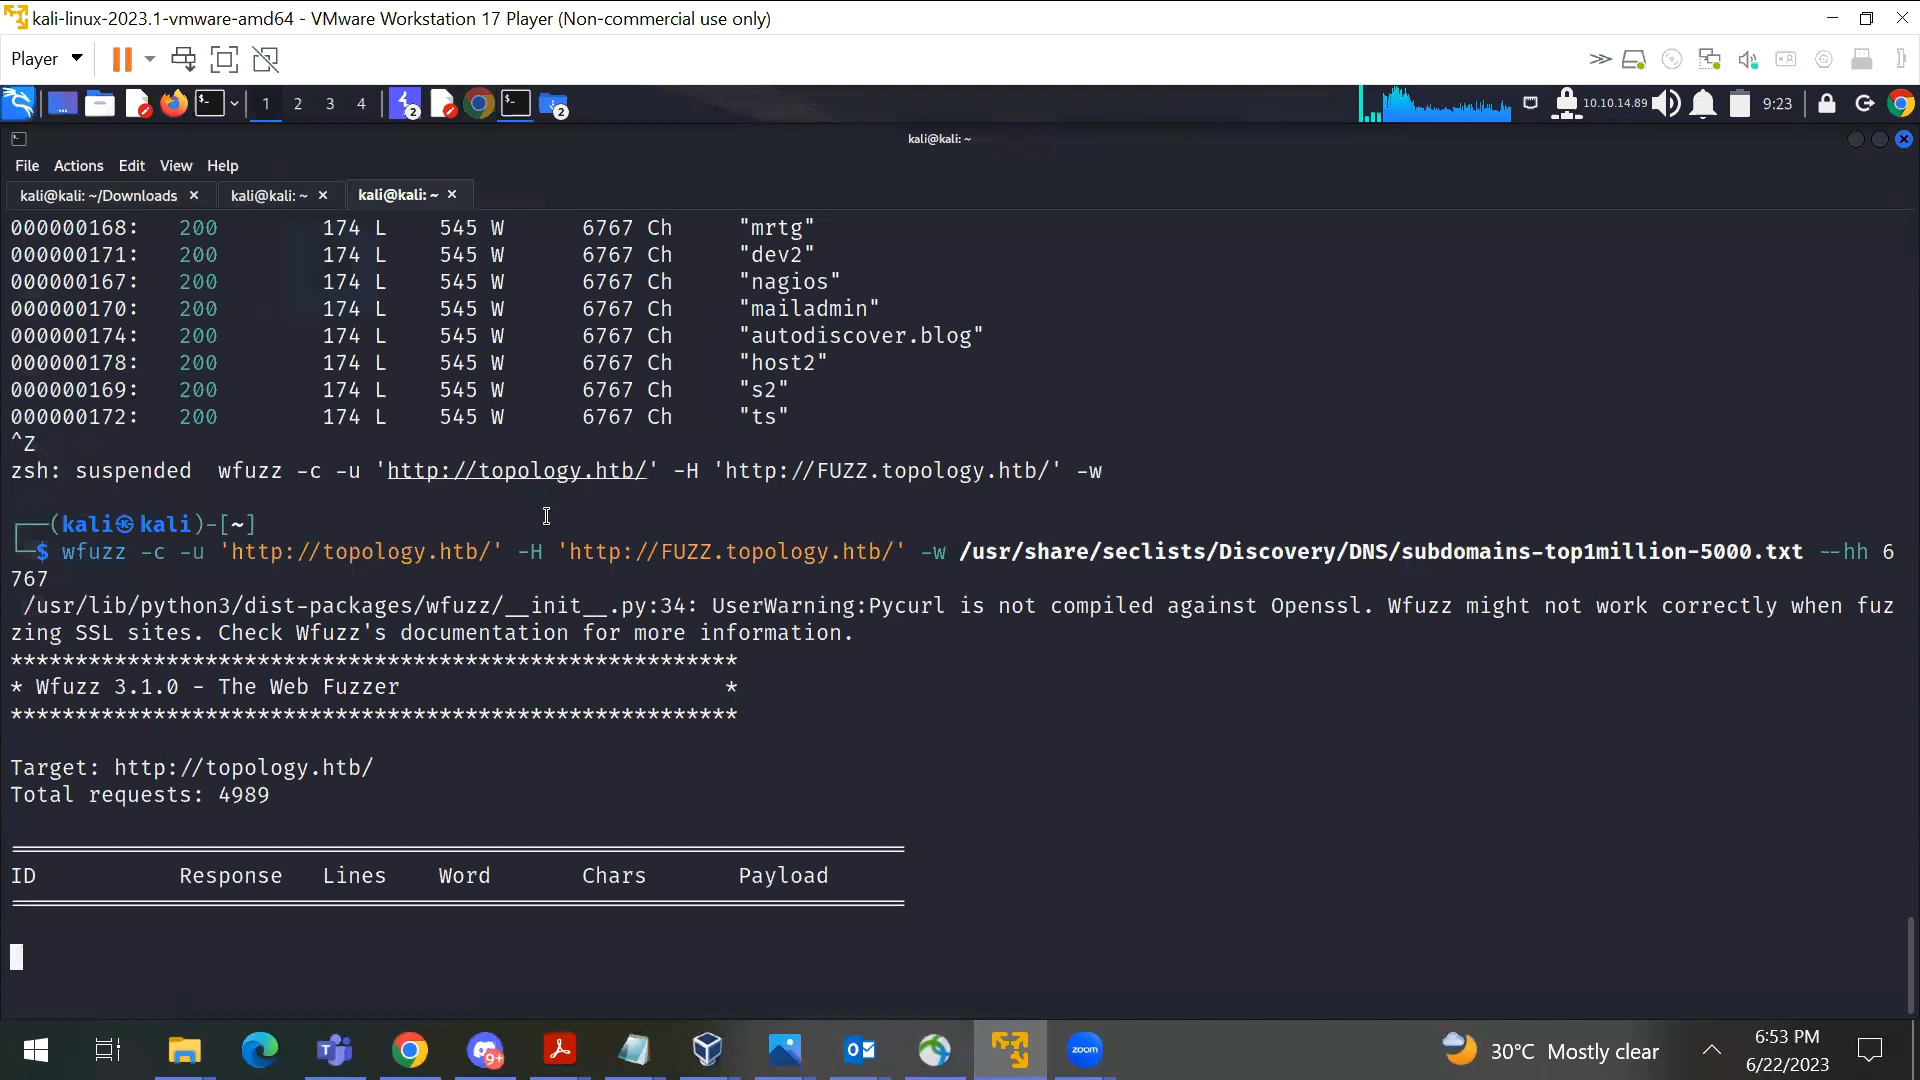 kali-linux-2023.1-vmware-amd64 - VMware Workstation 17 Player (Non-commercial use only)
Player
1 2 3 4
2
2
10.10.14.89
9:23
kali@kali: ~
File Actions Edit View Help
kali@kali: ~/Downloads
kali@kali: ~
kali@kali: ~
000000168: 200 174 L 545 W 6767 Ch "mrtg"
000000171: 200 174 L 545 W 6767 Ch "dev2"
000000167: 200 174 L 545 W 6767 Ch "nagios"
000000170: 200 174 L 545 W 6767 Ch "mailadmin"
000000174: 200 174 L 545 W 6767 Ch "autodiscover.blog"
000000178: 200 174 L 545 W 6767 Ch "host2"
000000169: 200 174 L 545 W 6767 Ch "s2"
000000172: 200 174 L 545 W 6767 Ch "ts"
^Z
zsh: suspended wfuzz -c -u 'http://topology.htb/' -H 'http://FUZZ.topology.htb/' -w
(kali㉿kali)-[~]
$ wfuzz -c -u 'http://topology.htb/' -H 'http://FUZZ.topology.htb/' -w /usr/share/seclists/Discovery/DNS/subdomains-top1million-5000.txt --hh 6
767
/usr/lib/python3/dist-packages/wfuzz/__init__.py:34: UserWarning:Pycurl is not compiled against Openssl. Wfuzz might not work correctly when fuz
zing SSL sites. Check Wfuzz's documentation for more information.
********************************************************
* Wfuzz 3.1.0 - The Web Fuzzer *
********************************************************
Target: http://topology.htb/
Total requests: 4989
=====================================================================
ID Response Lines Word Chars Payload
=====================================================================
9+
zoom
30°C Mostly clear
6:53 PM
6/22/2023